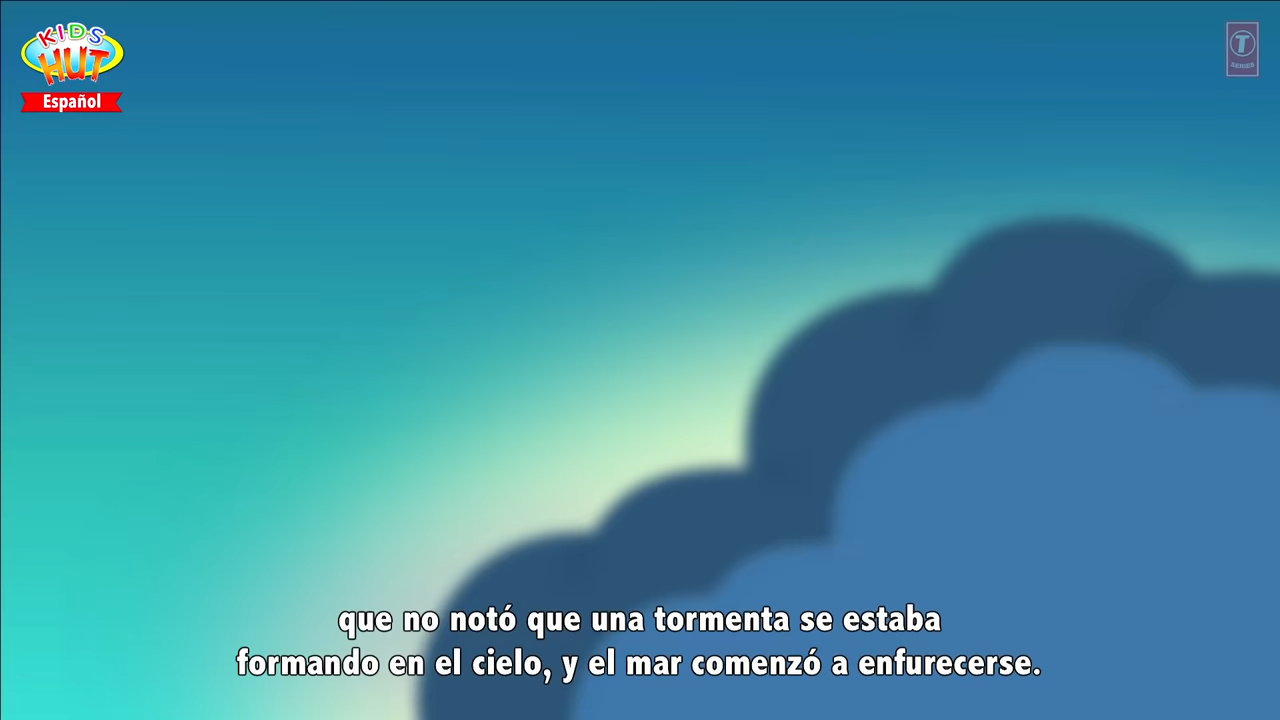 KIDS
HUT
Español
T
SERIES
que no notó que una tormenta se estaba
formando en el cielo, y el mar comenzó a enfurecerse.